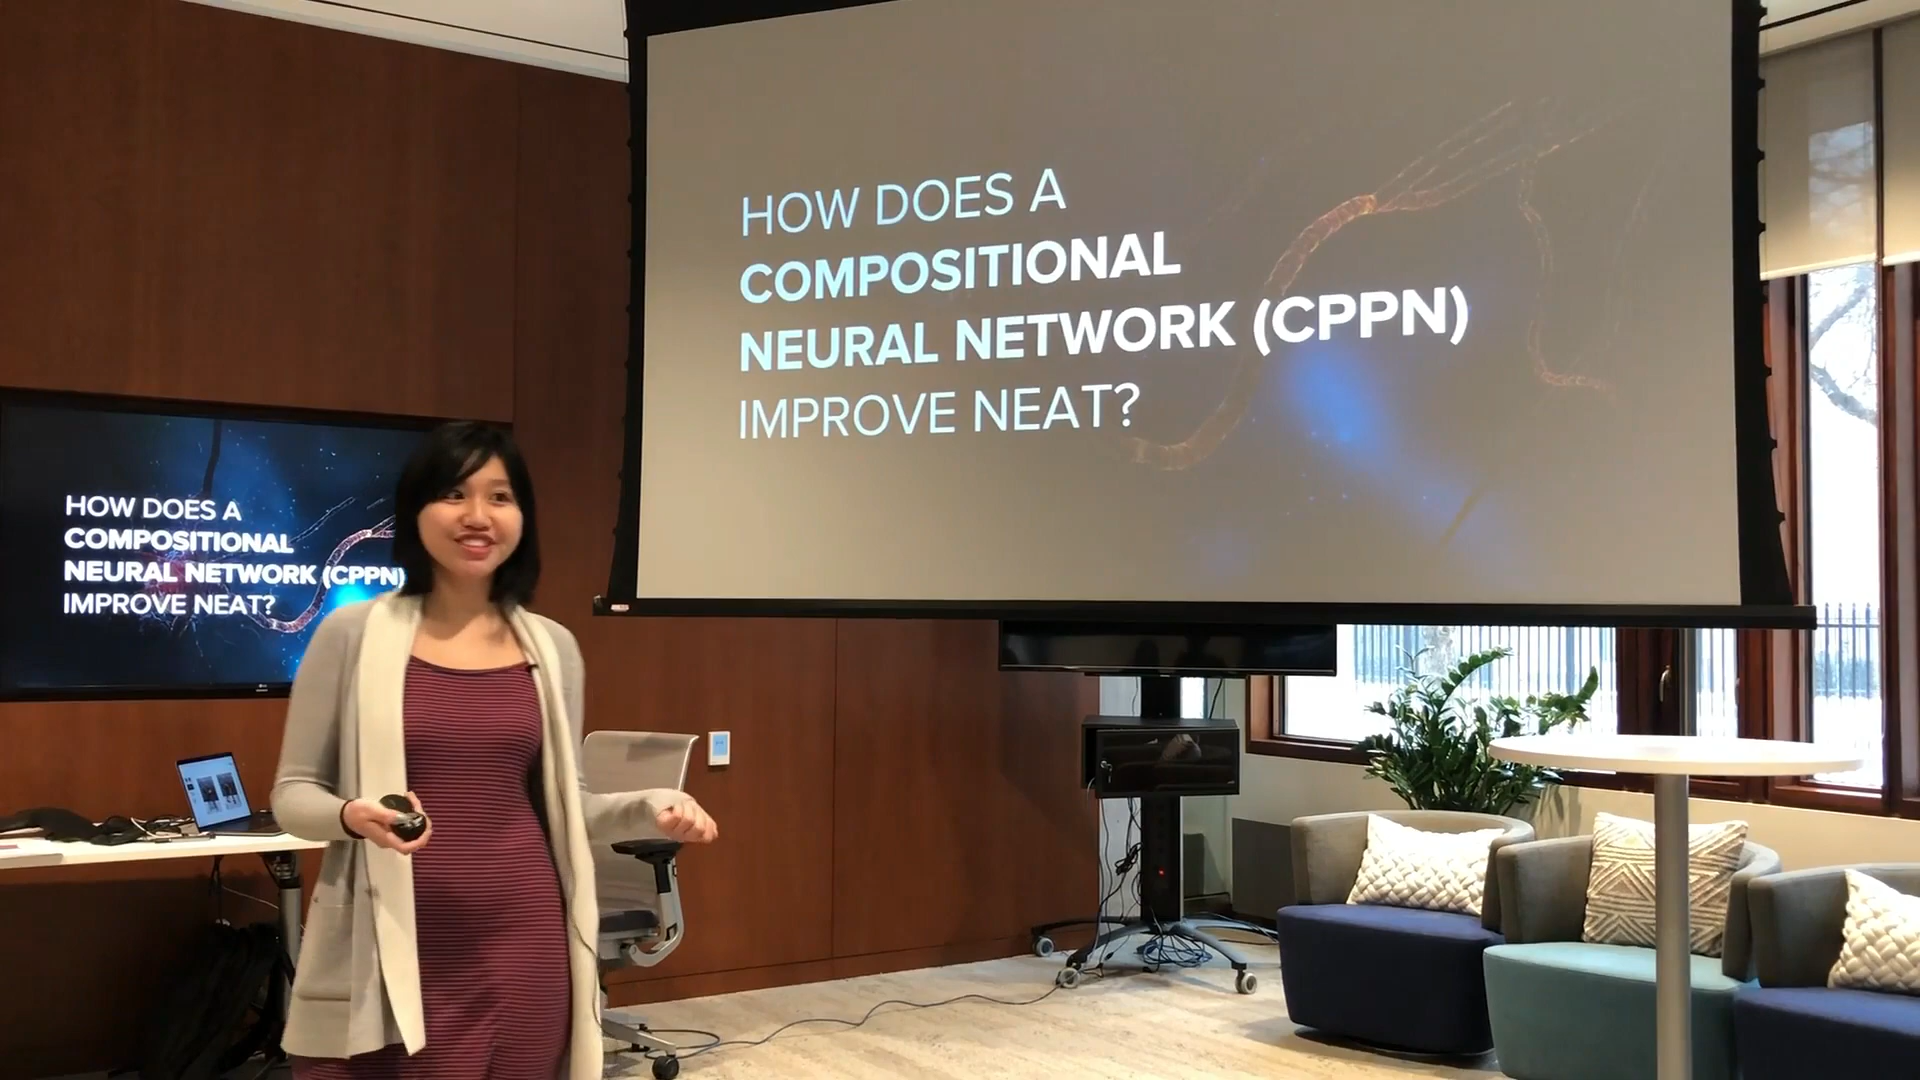 HOW DOES A
COMPOSITIONAL
NEURAL NETWORK (CPPN)
IMPROVE NEAT?
HOW DOES A
COMPOSITIONAL
NEURAL NETWORK (CPPN)
IMPROVE NEAT?